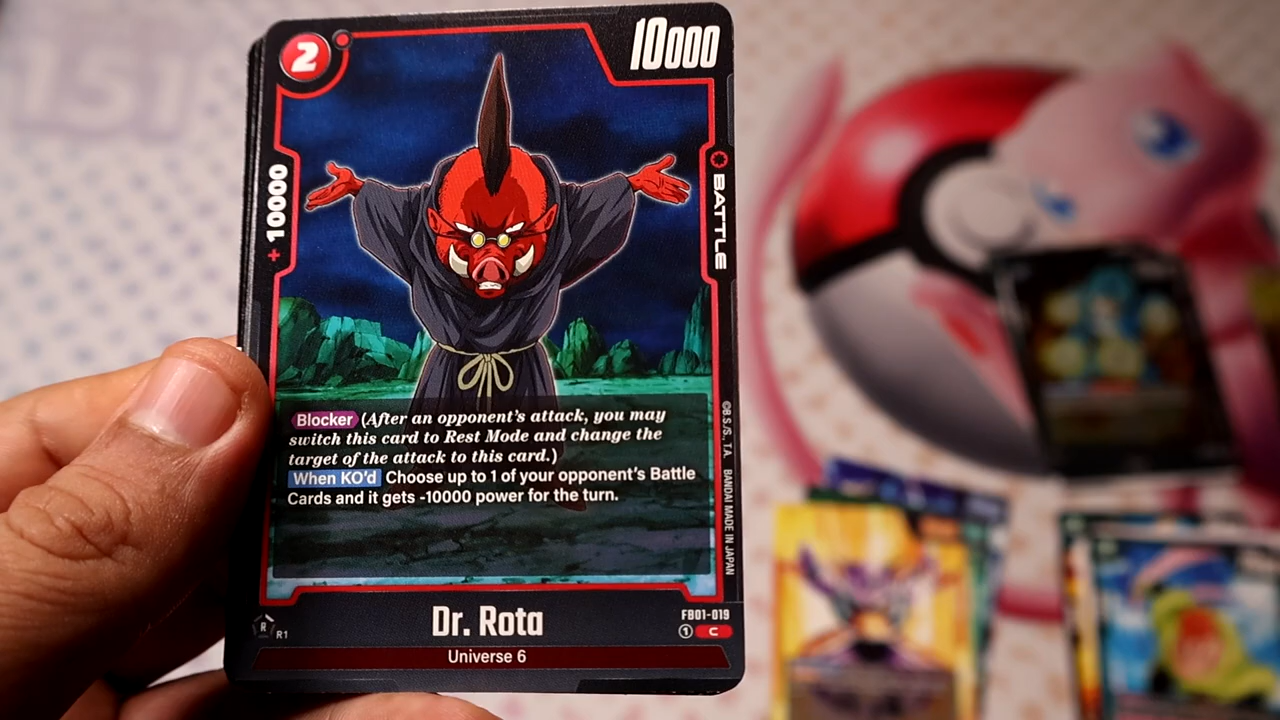 2
10000
+ 10000
BATTLE
Blocker (After an opponent's attack, you may
switch this card to Rest Mode and change the
target of the attack to this card.)
When KO'd Choose up to 1 of your opponent's Battle
Cards and it gets -10000 power for the turn.
©B.S./S., T.A. BANDAI MADE IN JAPAN
Dr. Rota
FB01-019
R R1
1 C
Universe 6